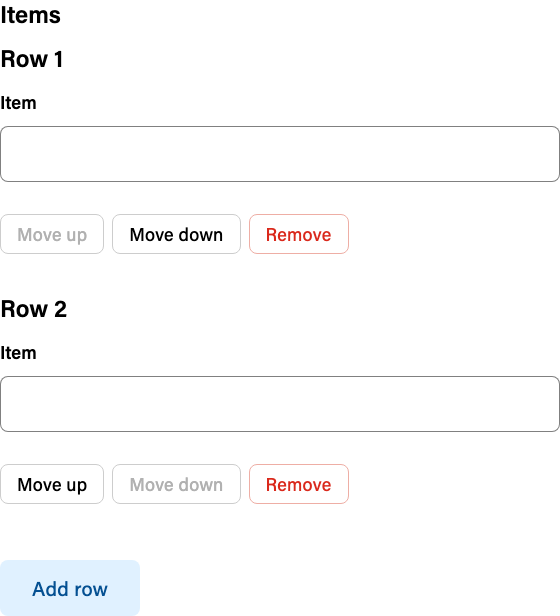 Items
Row 1
Item
Move up Move down Remove
Row 2
Item
Move up Move down Remove
Add row